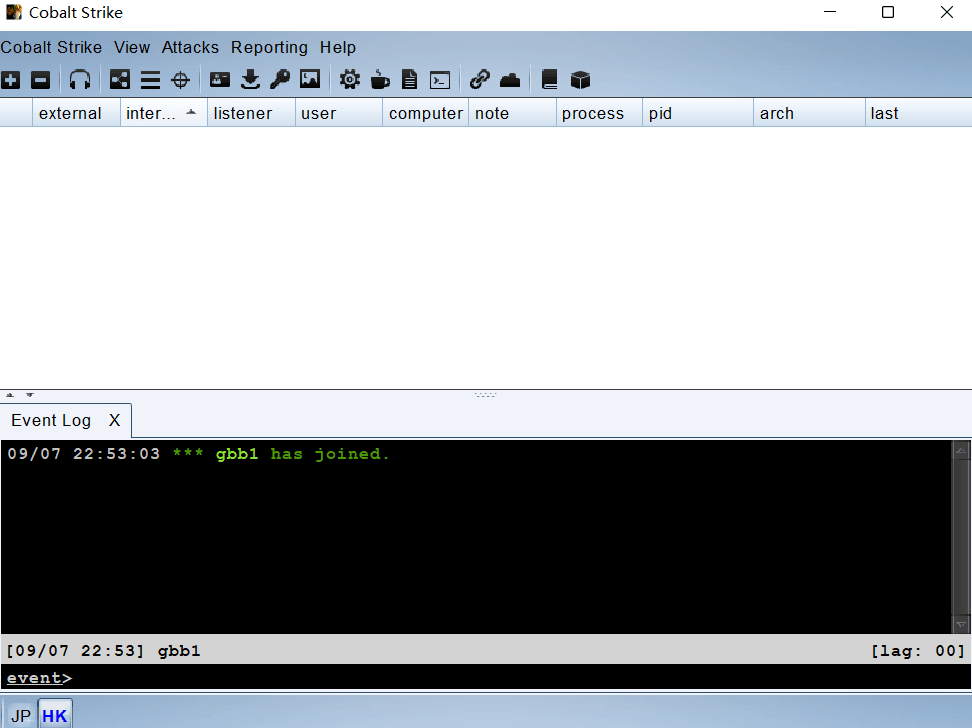 Cobalt Strike
Cobalt Strike View Attacks Reporting Help
external inter... listener user computer note process pid arch last
Event Log X
09/07 22:53:03 *** gbb1 has joined.
[09/07 22:53] gbb1 [lag: 00]
event>
JP HK